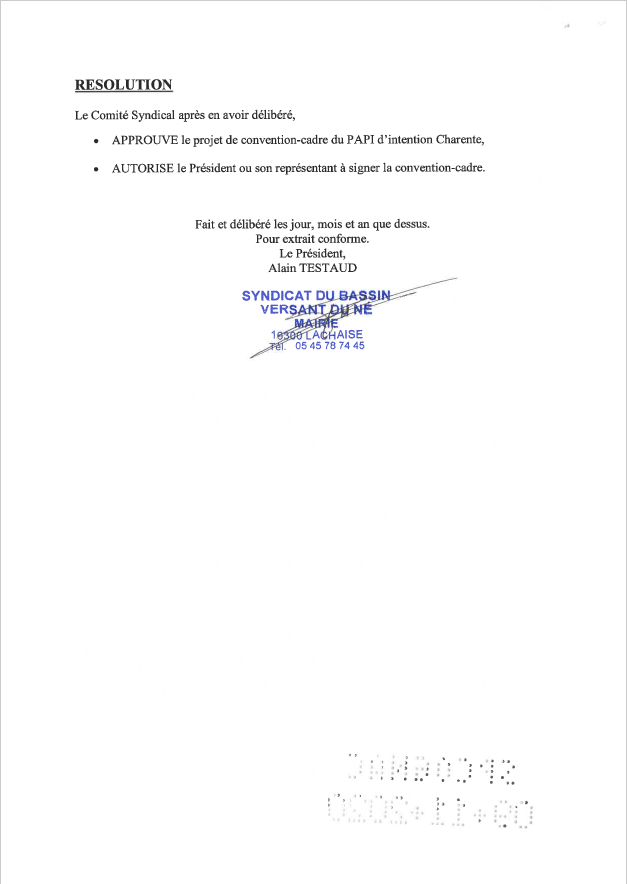 RESOLUTION
Le Comité Syndical après en avoir délibéré,
• APPROUVE le projet de convention-cadre du PAPI d’intention Charente,
• AUTORISE le Président ou son représentant à signer la convention-cadre.
Fait et délibéré les jour, mois et an que dessus.
Pour extrait conforme.
Le Président,
Alain TESTAUD
SYNDICAT DU BASSIN
VERSANT DU NÉ
MAIRIE
16300 LACHAISE
Tél. 05 45 78 74 45